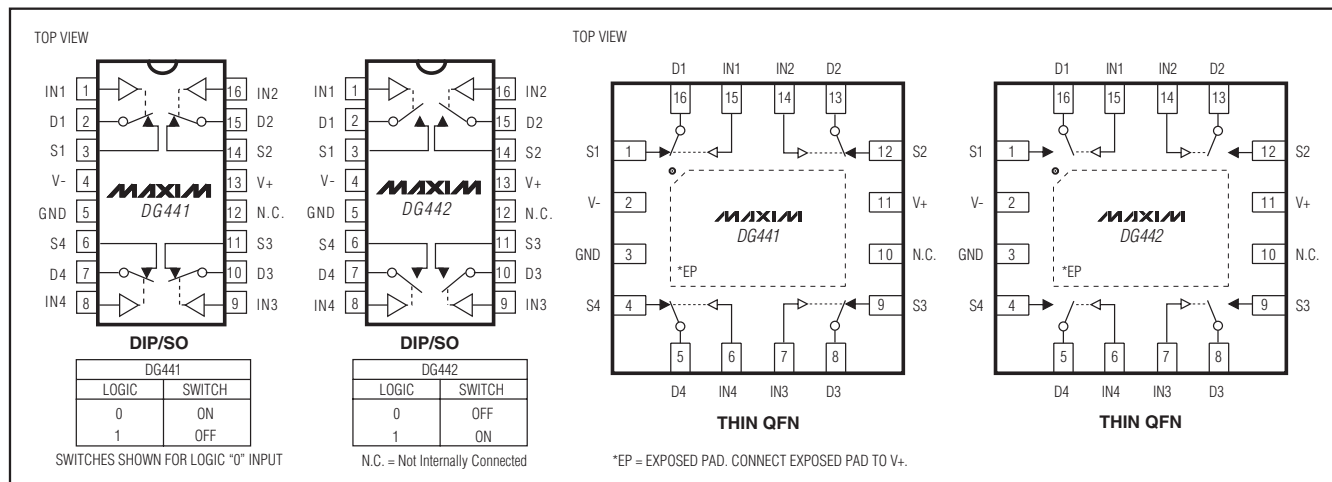 TOP VIEW
IN1 1 16 IN2
D1 2 15 D2
S1 3 14 S2
V- 4 13 V+
GND 5 12 N.C.
S4 6 11 S3
D4 7 10 D3
IN4 8 9 IN3
MAXIM
DG441
DIP/SO
DG441
LOGIC SWITCH
0 ON
1 OFF
SWITCHES SHOWN FOR LOGIC “0” INPUT
IN1 1 16 IN2
D1 2 15 D2
S1 3 14 S2
V- 4 13 V+
GND 5 12 N.C.
S4 6 11 S3
D4 7 10 D3
IN4 8 9 IN3
MAXIM
DG442
DIP/SO
DG442
LOGIC SWITCH
0 OFF
1 ON
N.C. = Not Internally Connected
TOP VIEW
D1 IN1 IN2 D2
16 15 14 13
S1 1 12 S2
V- 2 11 V+
GND 3 10 N.C.
S4 4 9 S3
MAXIM
DG441
*EP
5 6 7 8
D4 IN4 IN3 D3
THIN QFN
D1 IN1 IN2 D2
16 15 14 13
S1 1 12 S2
V- 2 11 V+
GND 3 10 N.C.
S4 4 9 S3
MAXIM
DG442
*EP
5 6 7 8
D4 IN4 IN3 D3
THIN QFN
*EP = EXPOSED PAD. CONNECT EXPOSED PAD TO V+.